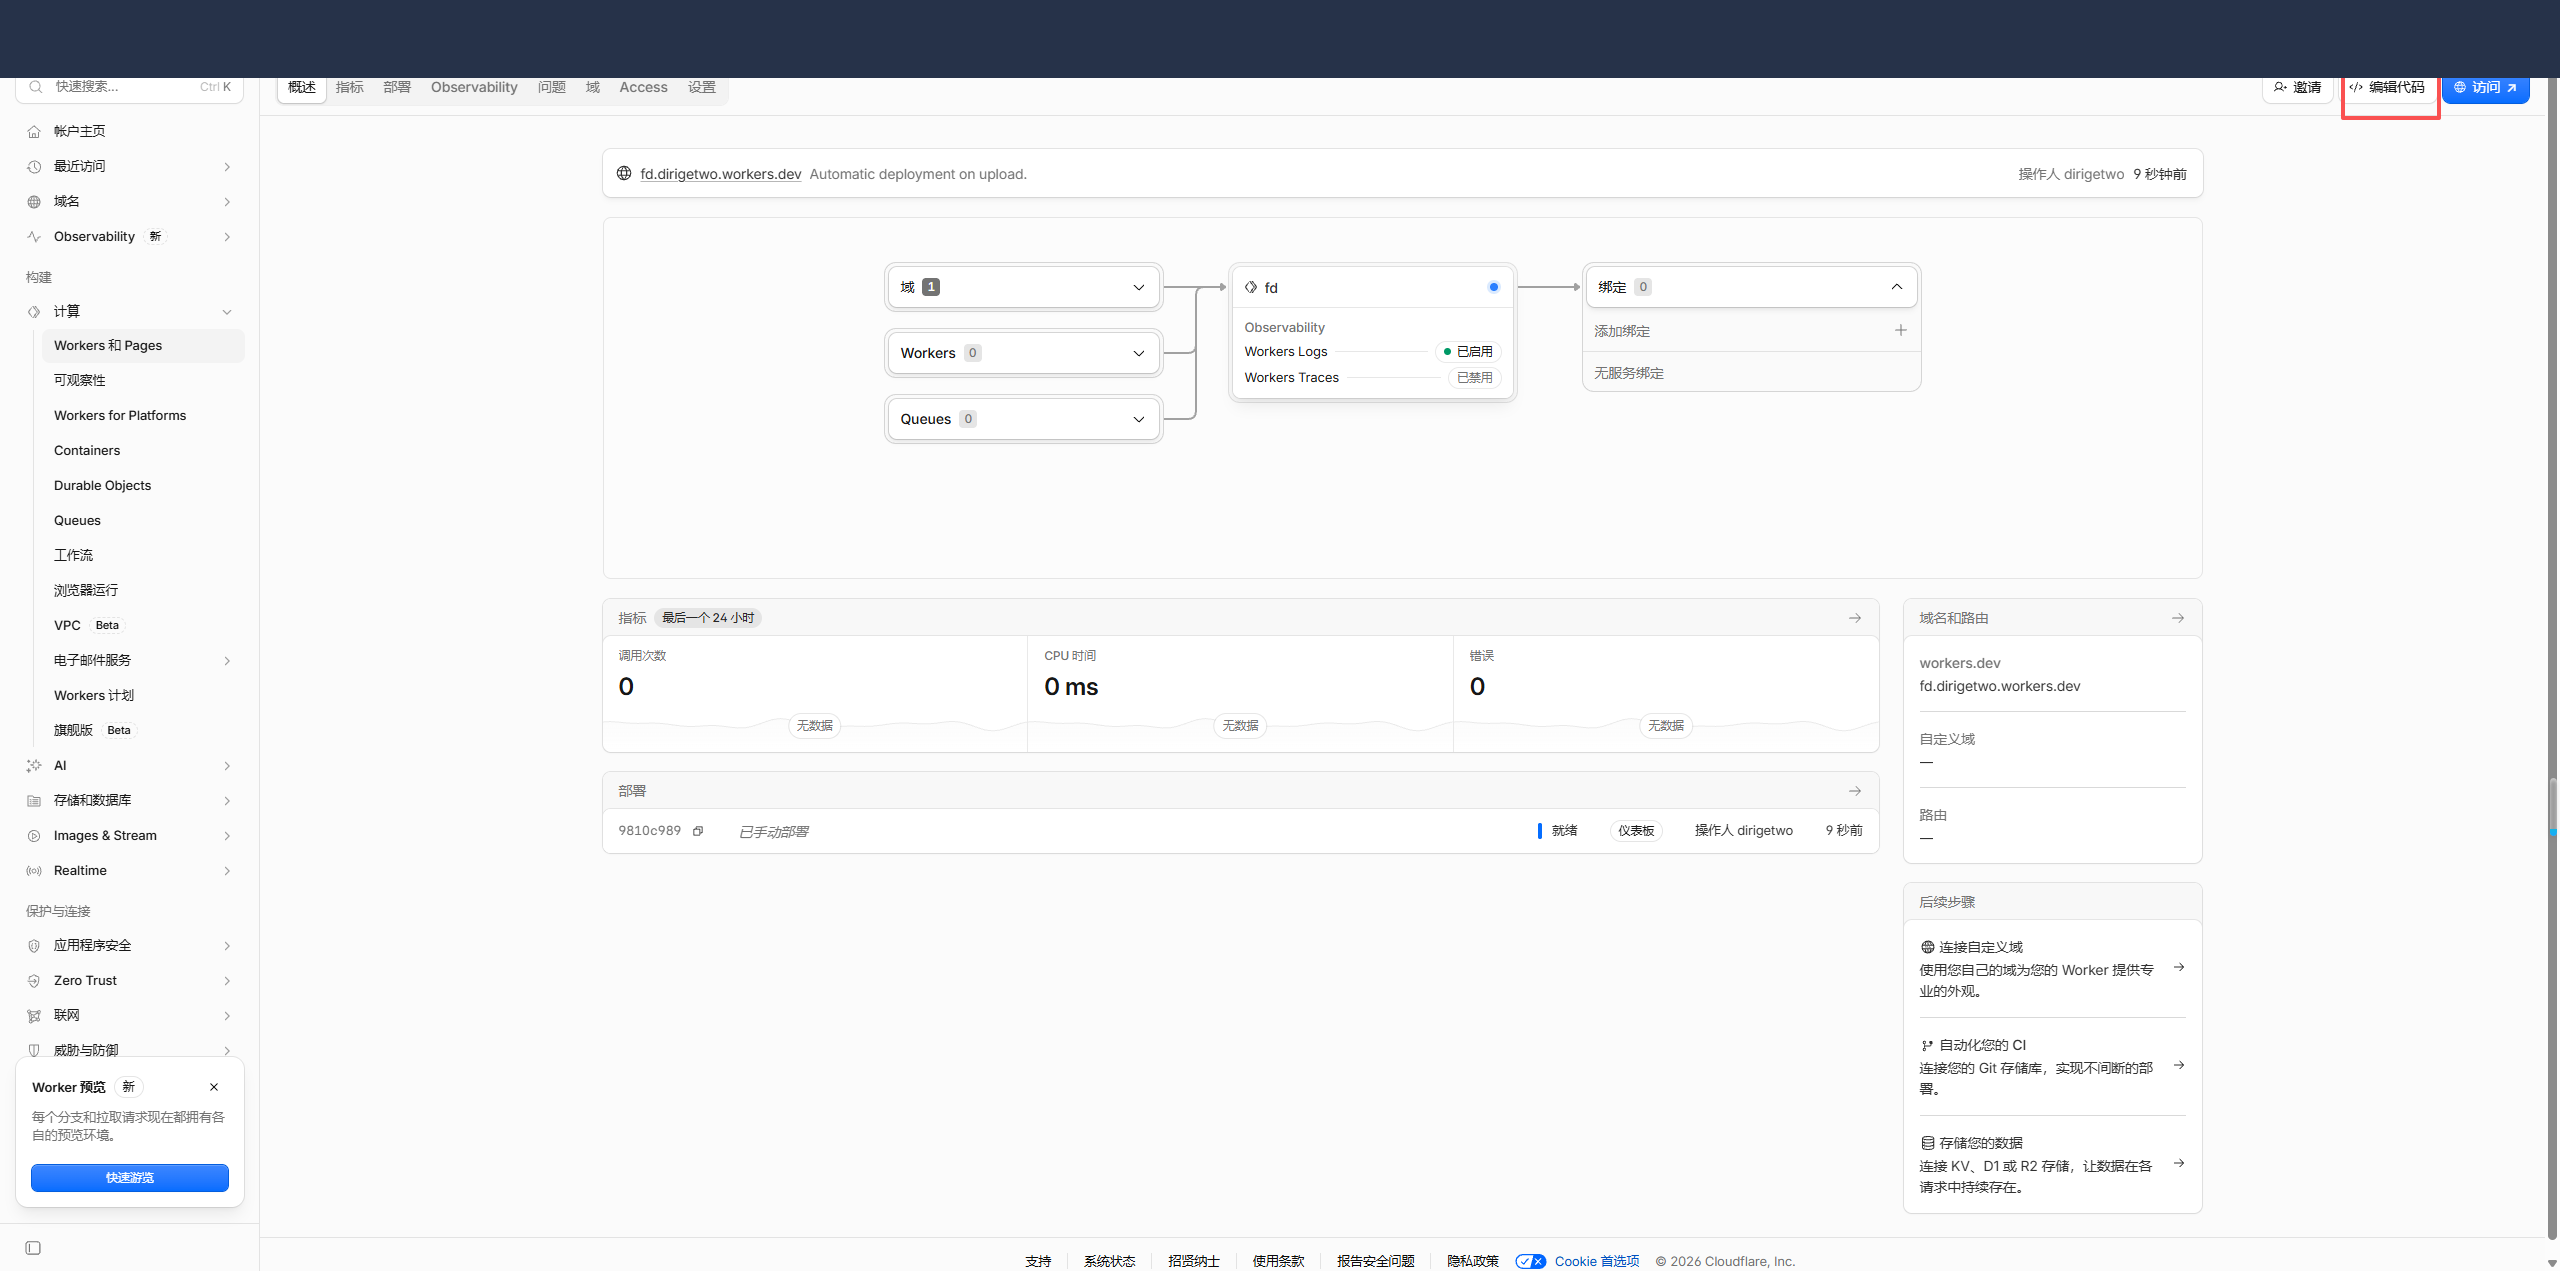 快速搜索... Ctrl K
概述 指标 部署 Observability 问题 域 Access 设置
邀请 编辑代码 访问
帐户主页
最近访问
域名
Observability 新
构建
计算
Workers 和 Pages
可观察性
Workers for Platforms
Containers
Durable Objects
Queues
工作流
浏览器运行
VPC Beta
电子邮件服务
Workers 计划
旗舰版 Beta
AI
存储和数据库
Images & Stream
Realtime
保护与连接
应用程序安全
Zero Trust
联网
威胁与防御
Worker 预览 新
每个分支和拉取请求现在都拥有各
自的预览环境。
快速游览
fd.dirigetwo.workers.dev Automatic deployment on upload. 操作人 dirigetwo 9 秒钟前
域 1
Workers 0
Queues 0
fd
Observability
Workers Logs 已启用
Workers Traces 已禁用
绑定 0
添加绑定
无服务绑定
指标 最后一个 24 小时
调用次数
0
无数据
CPU 时间
0 ms
无数据
错误
0
无数据
部署
9810c989 已手动部署 就绪 仪表板 操作人 dirigetwo 9 秒前
域名和路由
workers.dev
fd.dirigetwo.workers.dev
自定义域
—
路由
—
后续步骤
连接自定义域
使用您自己的域为您的 Worker 提供专
业的外观。
自动化您的 CI
连接您的 Git 存储库，实现不间断的部
署。
存储您的数据
连接 KV、D1 或 R2 存储，让数据在各
请求中持续存在。
支持 系统状态 招贤纳士 使用条款 报告安全问题 隐私政策 Cookie 首选项 © 2026 Cloudflare, Inc.